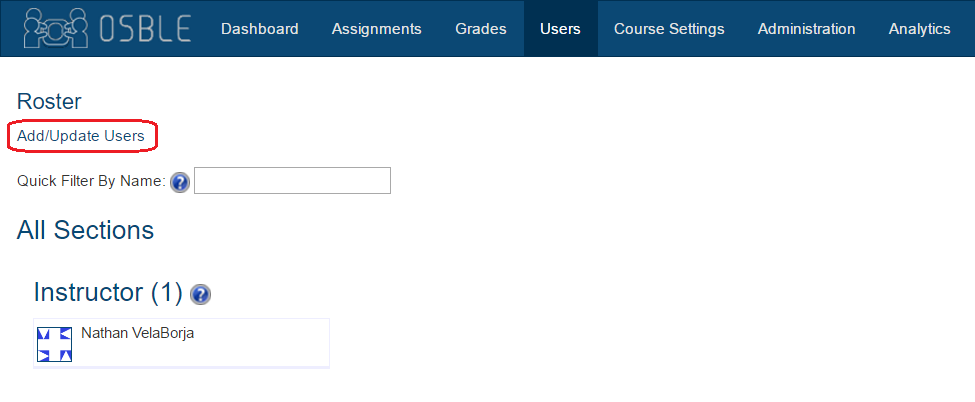 OSBLE Dashboard Assignments Grades Users Course Settings Administration Analytics
Roster
Add/Update Users
Quick Filter By Name: ?
All Sections
Instructor (1) ?
Nathan VelaBorja